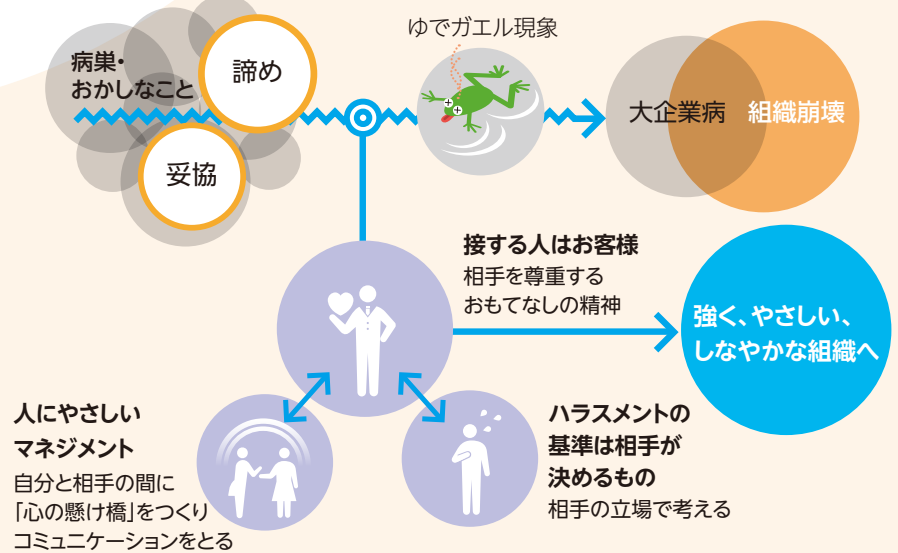 ゆでガエル現象
病巣・
おかしなこと
諦め
妥協
大企業病
組織崩壊
接する人はお客様
相手を尊重する
おもてなしの精神
強く、やさしい、
しなやかな組織へ
人にやさしい
マネジメント
自分と相手の間に
「心の懸け橋」をつくり
コミュニケーションをとる
ハラスメントの
基準は相手が
決めるもの
相手の立場で考える